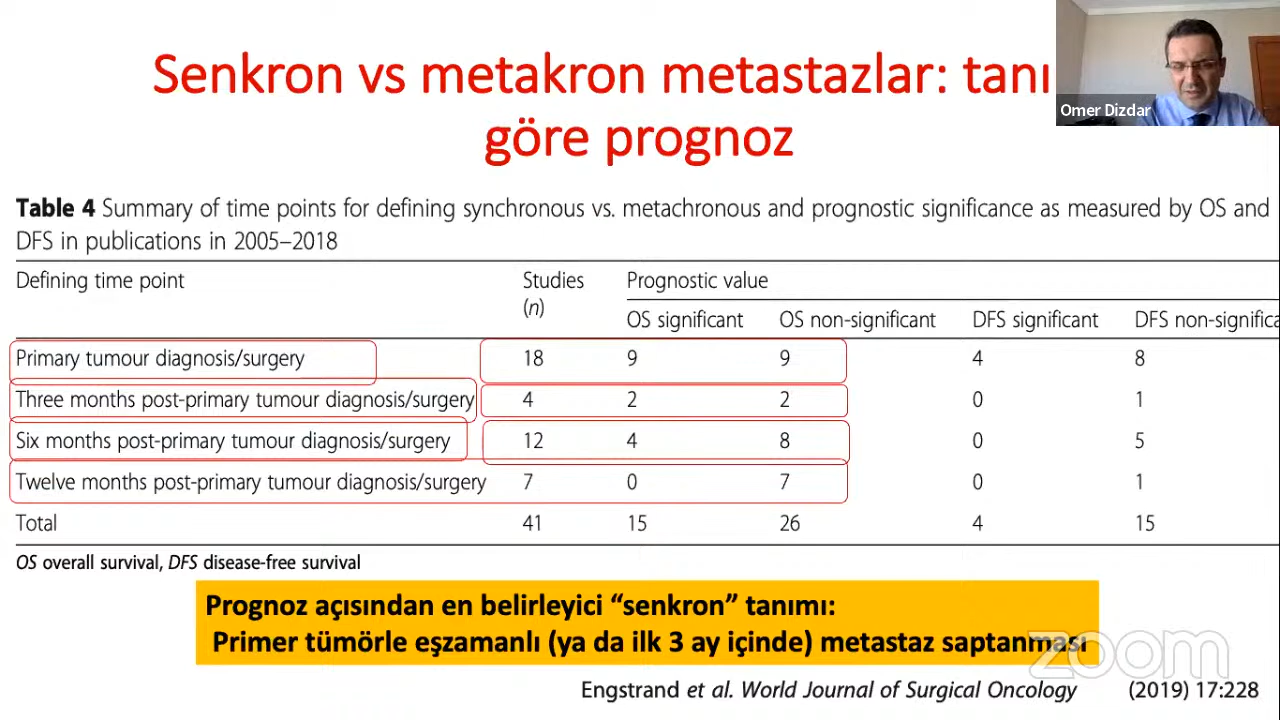 Senkron vs metakron metastazlar: tanı
göre prognoz
Omer Dizdar
Table 4 Summary of time points for defining synchronous vs. metachronous and prognostic significance as measured by OS and
DFS in publications in 2005–2018
Defining time point Studies Prognostic value
(n)
OS significant OS non-significant DFS significant DFS non-significa
Primary tumour diagnosis/surgery 18 9 9 4 8
Three months post-primary tumour diagnosis/surgery 4 2 2 0 1
Six months post-primary tumour diagnosis/surgery 12 4 8 0 5
Twelve months post-primary tumour diagnosis/surgery 7 0 7 0 1
Total 41 15 26 4 15
OS overall survival, DFS disease-free survival
Prognoz açısından en belirleyici “senkron” tanımı:
Primer tümörle eşzamanlı (ya da ilk 3 ay içinde) metastaz saptanması
zoom
Engstrand et al. World Journal of Surgical Oncology (2019) 17:228